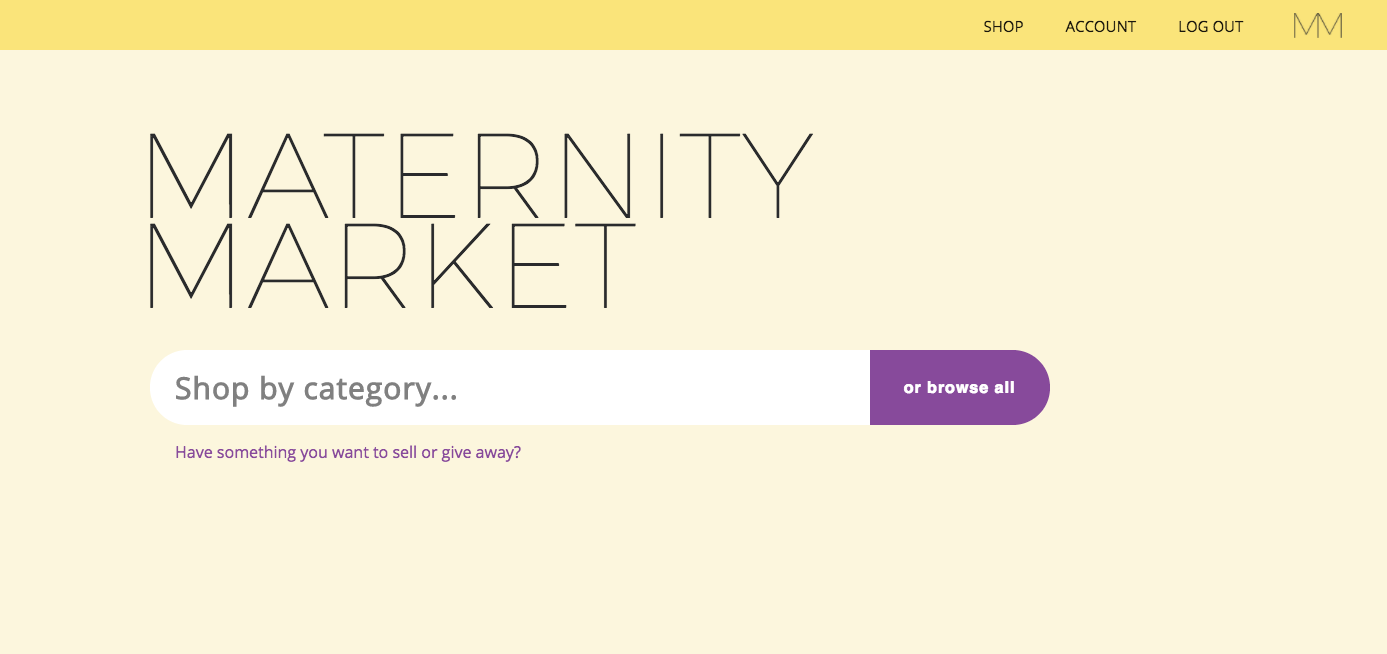 SHOP ACCOUNT LOG OUT MM
MATERNITY
MARKET
Shop by category... or browse all
Have something you want to sell or give away?